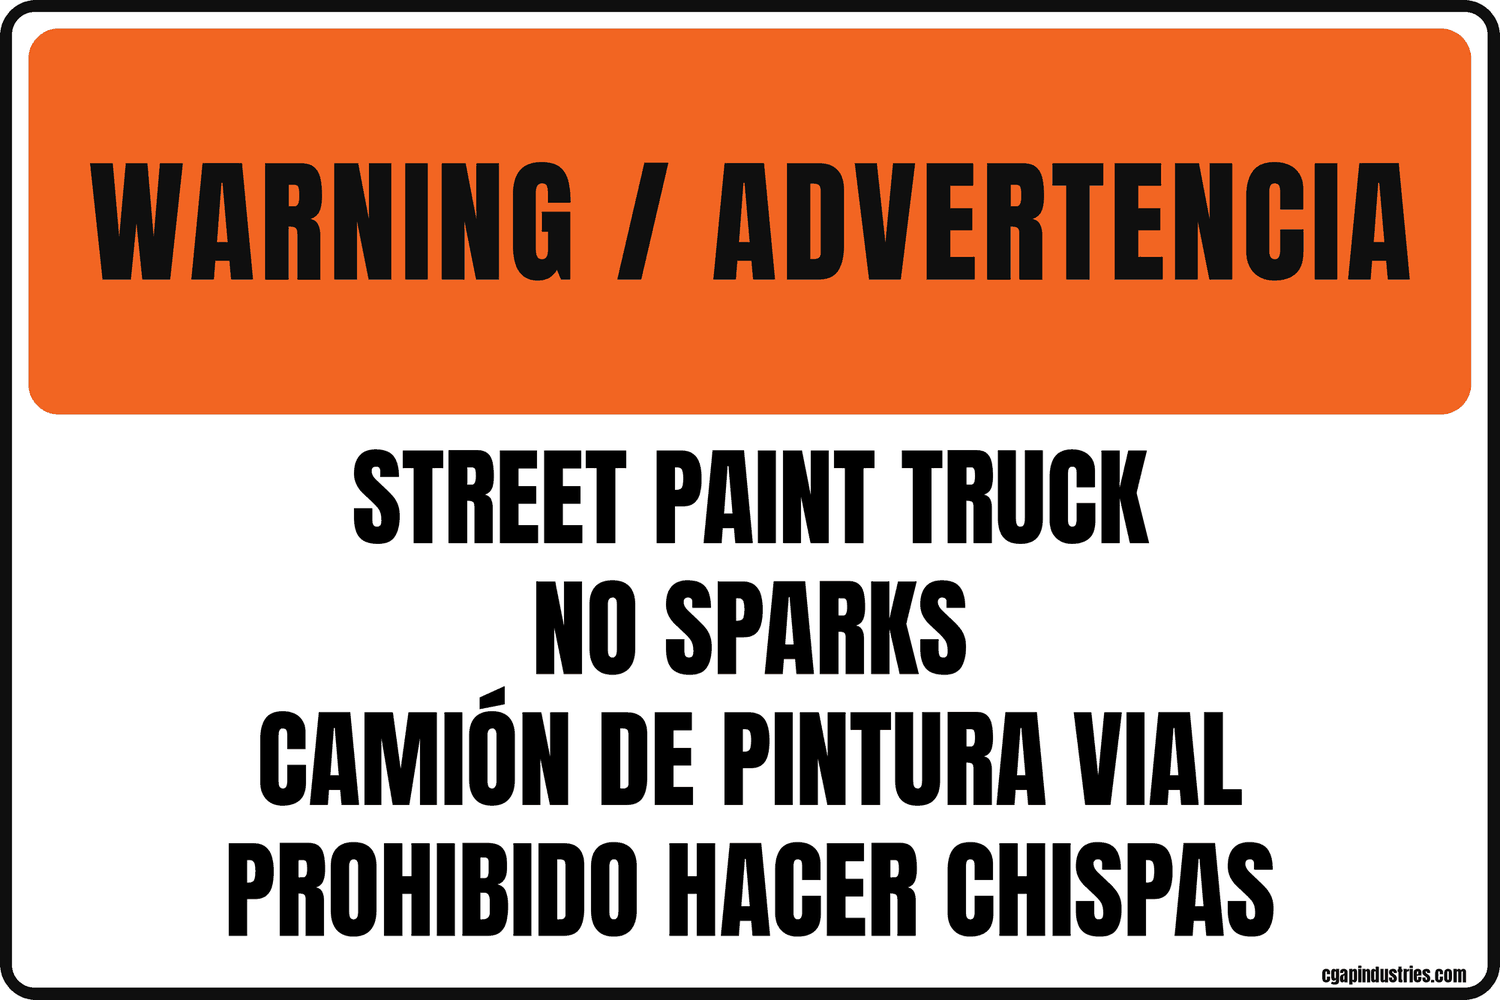 WARNING / ADVERTENCIA
STREET PAINT TRUCK
NO SPARKS
CAMIÓN DE PINTURA VIAL
PROHIBIDO HACER CHISPAS
cgapindustries.com